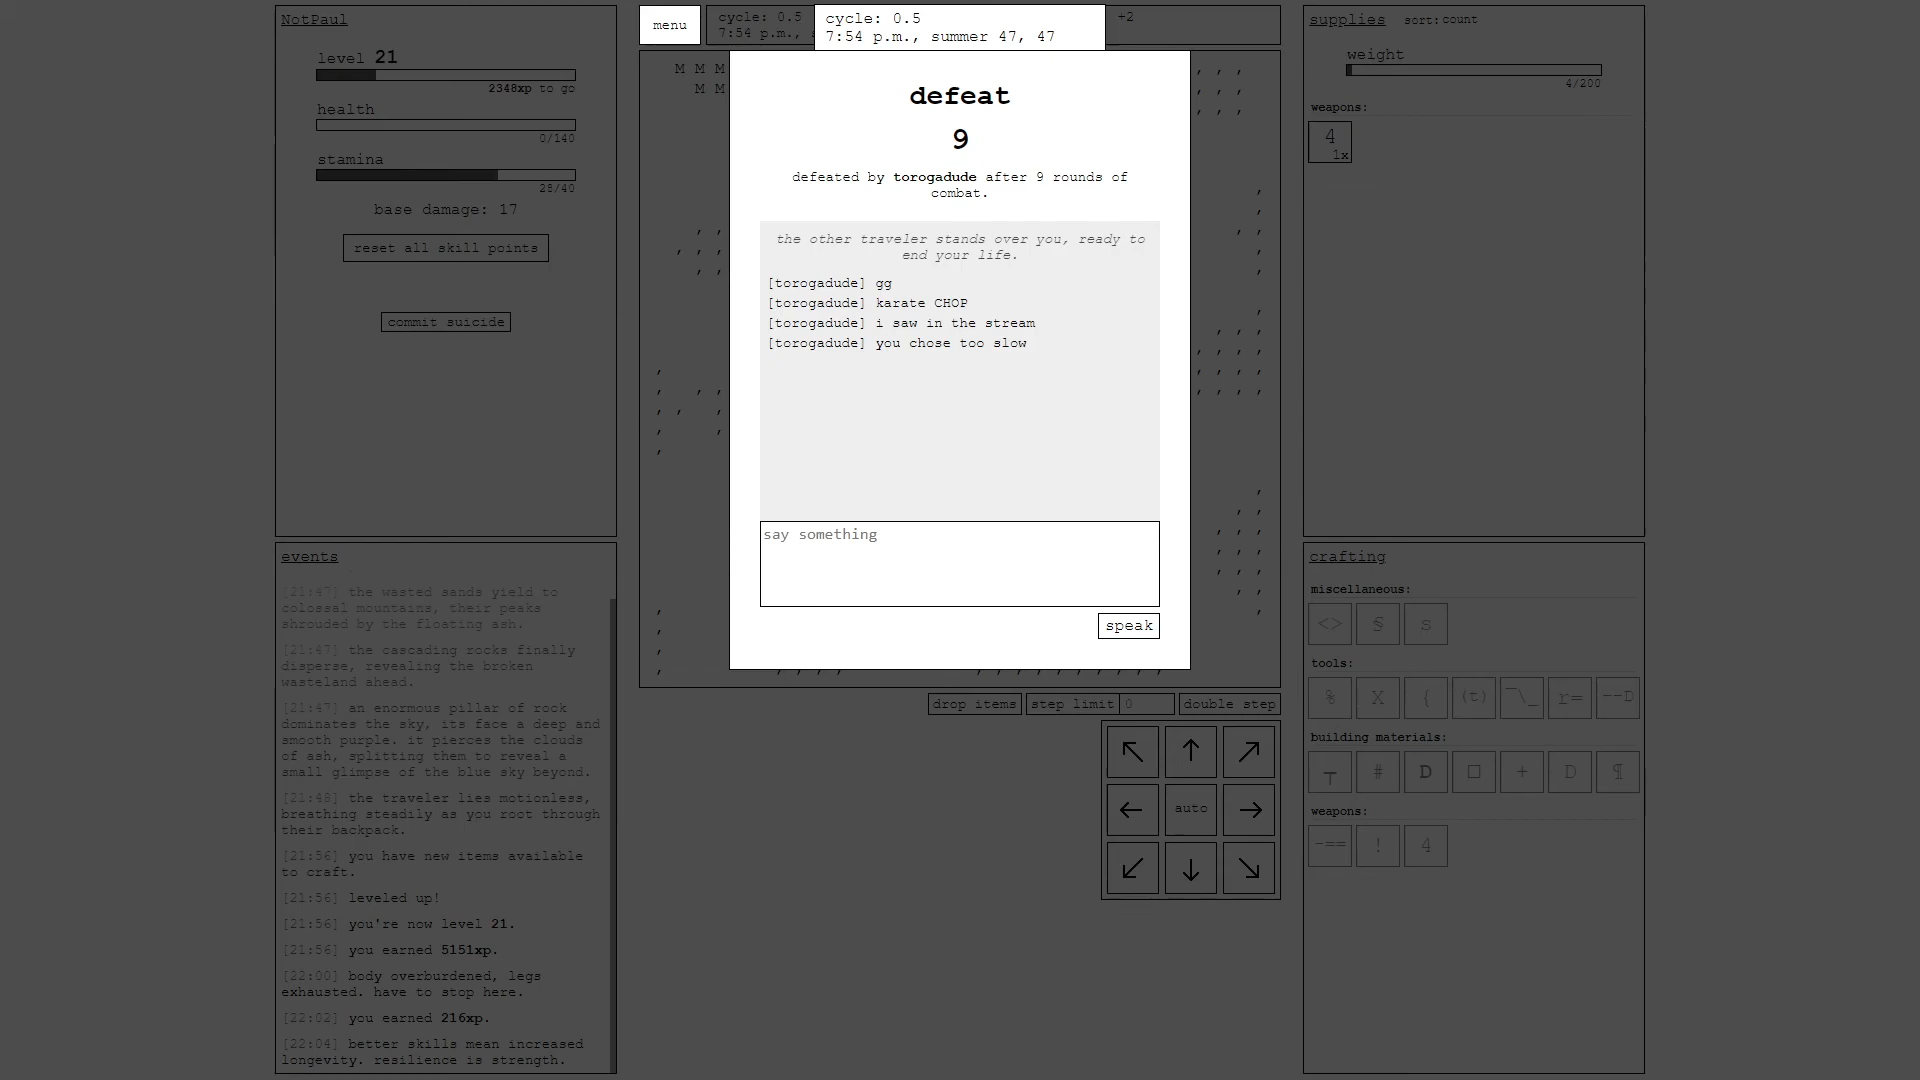 NotPaul
level 21
2348xp to go
health
0/140
stamina
28/40
base damage: 17
reset all skill points
commit suicide
events
[21:47] the wasted sands yield to
colossal mountains, their peaks
shrouded by the floating ash.
[21:47] the cascading rocks finally
disperse, revealing the broken
wasteland ahead.
[21:47] an enormous pillar of rock
dominates the sky, its face a deep and
smooth purple. it pierces the clouds
of ash, splitting them to reveal a
small glimpse of the blue sky beyond.
[21:49] the traveler lies motionless,
breathing steadily as you root through
their backpack.
[21:56] you have new items available
to craft.
[21:56] leveled up!
[21:56] you're now level 21.
[21:56] you earned 5151xp.
[22:00] body overburdened, legs
exhausted. have to stop here.
[22:02] you earned 216xp.
[22:04] better skills mean increased
longevity. resilience is strength.
menu
cycle: 0.5
7:54 p.m., s
cycle: 0.5
7:54 p.m., summer 47, 47
+2
M M M
M M
defeat
9
defeated by torogadude after 9 rounds of
combat.
the other traveler stands over you, ready to
end your life.
[torogadude] gg
[torogadude] karate CHOP
[torogadude] i saw in the stream
[torogadude] you chose too slow
say something
speak
drop items
step limit 0
double step
auto
supplies sort: count
weight
4/200
weapons:
4
1x
crafting
miscellaneous:
<> § s
tools:
% X { (t) ¯\_ r= --D
building materials:
┬ # D □ + D ¶
weapons:
-== ! 4